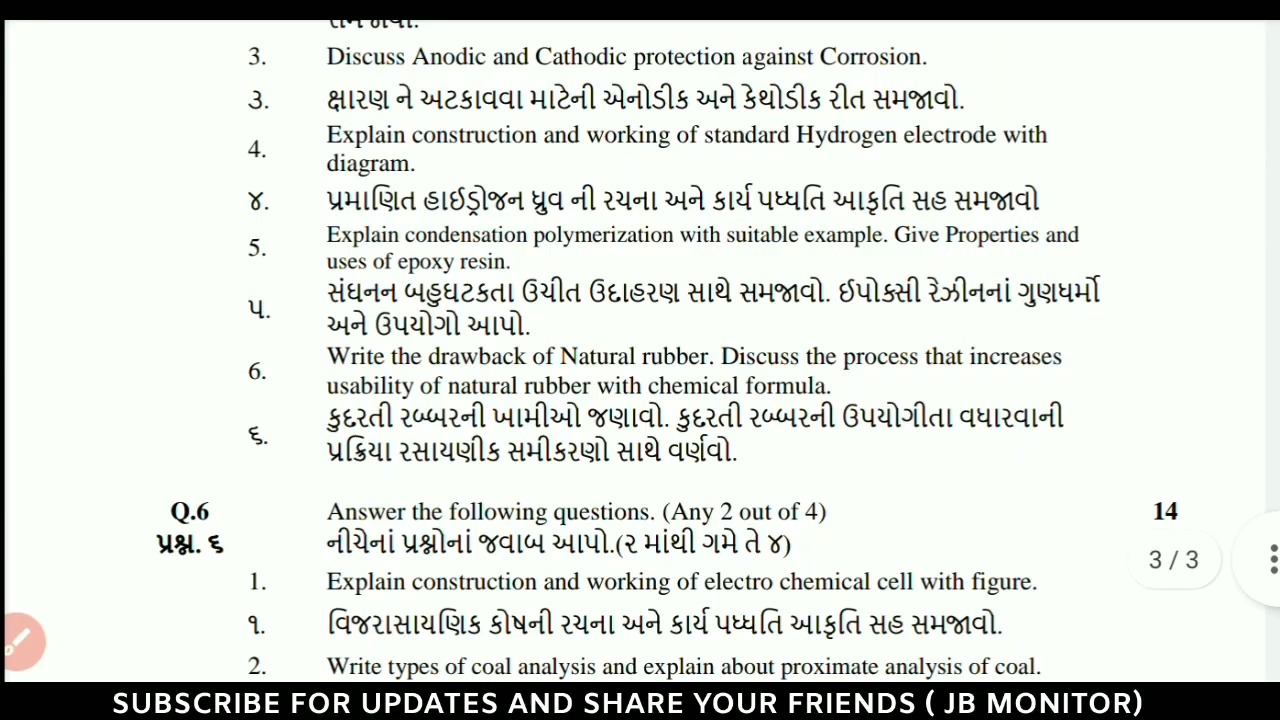 3. Discuss Anodic and Cathodic protection against Corrosion.
૩. ક્ષારણ ને અટકાવવા માટેની એનોડીક અને કેથોડીક રીત સમજાવો.
4. Explain construction and working of standard Hydrogen electrode with
diagram.
૪. પ્રમાણિત હાઈડ્રોજન ધ્રુવ ની રચના અને કાર્ય પધ્ધતિ આકૃતિ સહ સમજાવો
5. Explain condensation polymerization with suitable example. Give Properties and
uses of epoxy resin.
૫. સંઘનન બહુઘટકતા ઉચીત ઉદાહરણ સાથે સમજાવો. ઈપોક્સી રેઝીનનાં ગુણધર્મો
અને ઉપયોગો આપો.
6. Write the drawback of Natural rubber. Discuss the process that increases
usability of natural rubber with chemical formula.
૬. કુદરતી રબ્બરની ખામીઓ જણાવો. કુદરતી રબ્બરની ઉપયોગીતા વધારવાની
પ્રક્રિયા રસાયણીક સમીકરણો સાથે વર્ણવો.
Q.6 Answer the following questions. (Any 2 out of 4) 14
પ્રશ્ન. ૬ નીચેનાં પ્રશ્નોનાં જવાબ આપો.(૨ માંથી ગમે તે ૪)
3 / 3
1. Explain construction and working of electro chemical cell with figure.
૧. વિજરાસાયણિક કોષની રચના અને કાર્ય પધ્ધતિ આકૃતિ સહ સમજાવો.
2. Write types of coal analysis and explain about proximate analysis of coal.
SUBSCRIBE FOR UPDATES AND SHARE YOUR FRIENDS ( JB MONITOR)